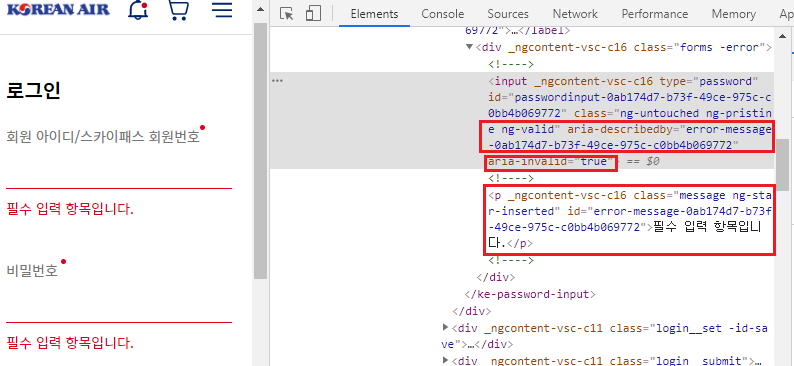 KOREAN AIR
로그인
회원 아이디/스카이패스 회원번호
필수 입력 항목입니다.
비밀번호
필수 입력 항목입니다.
Elements Console Sources Network Performance Memory
69772">…</label>
▼<div _ngcontent-vsc-c16 class="forms -error">
<!---->
… <input _ngcontent-vsc-c16 type="password"
id="passwordinput-0ab174d7-b73f-49ce-975c-c
0bb4b069772" class="ng-untouched ng-pristin
e ng-valid" aria-describedby="error-message
-0ab174d7-b73f-49ce-975c-c0bb4b069772"
aria-invalid="true" == $0
<!---->
<p _ngcontent-vsc-c16 class="message ng-sta
r-inserted" id="error-message-0ab174d7-b73f
-49ce-975c-c0bb4b069772">필수 입력 항목입니
다.</p>
<!---->
</div>
</ke-password-input>
</div>
▶<div _ngcontent-vsc-c11 class="login__set -id-sa
ve">…</div>
▶<div _ngcontent-vsc-c11 class="login__submit">…